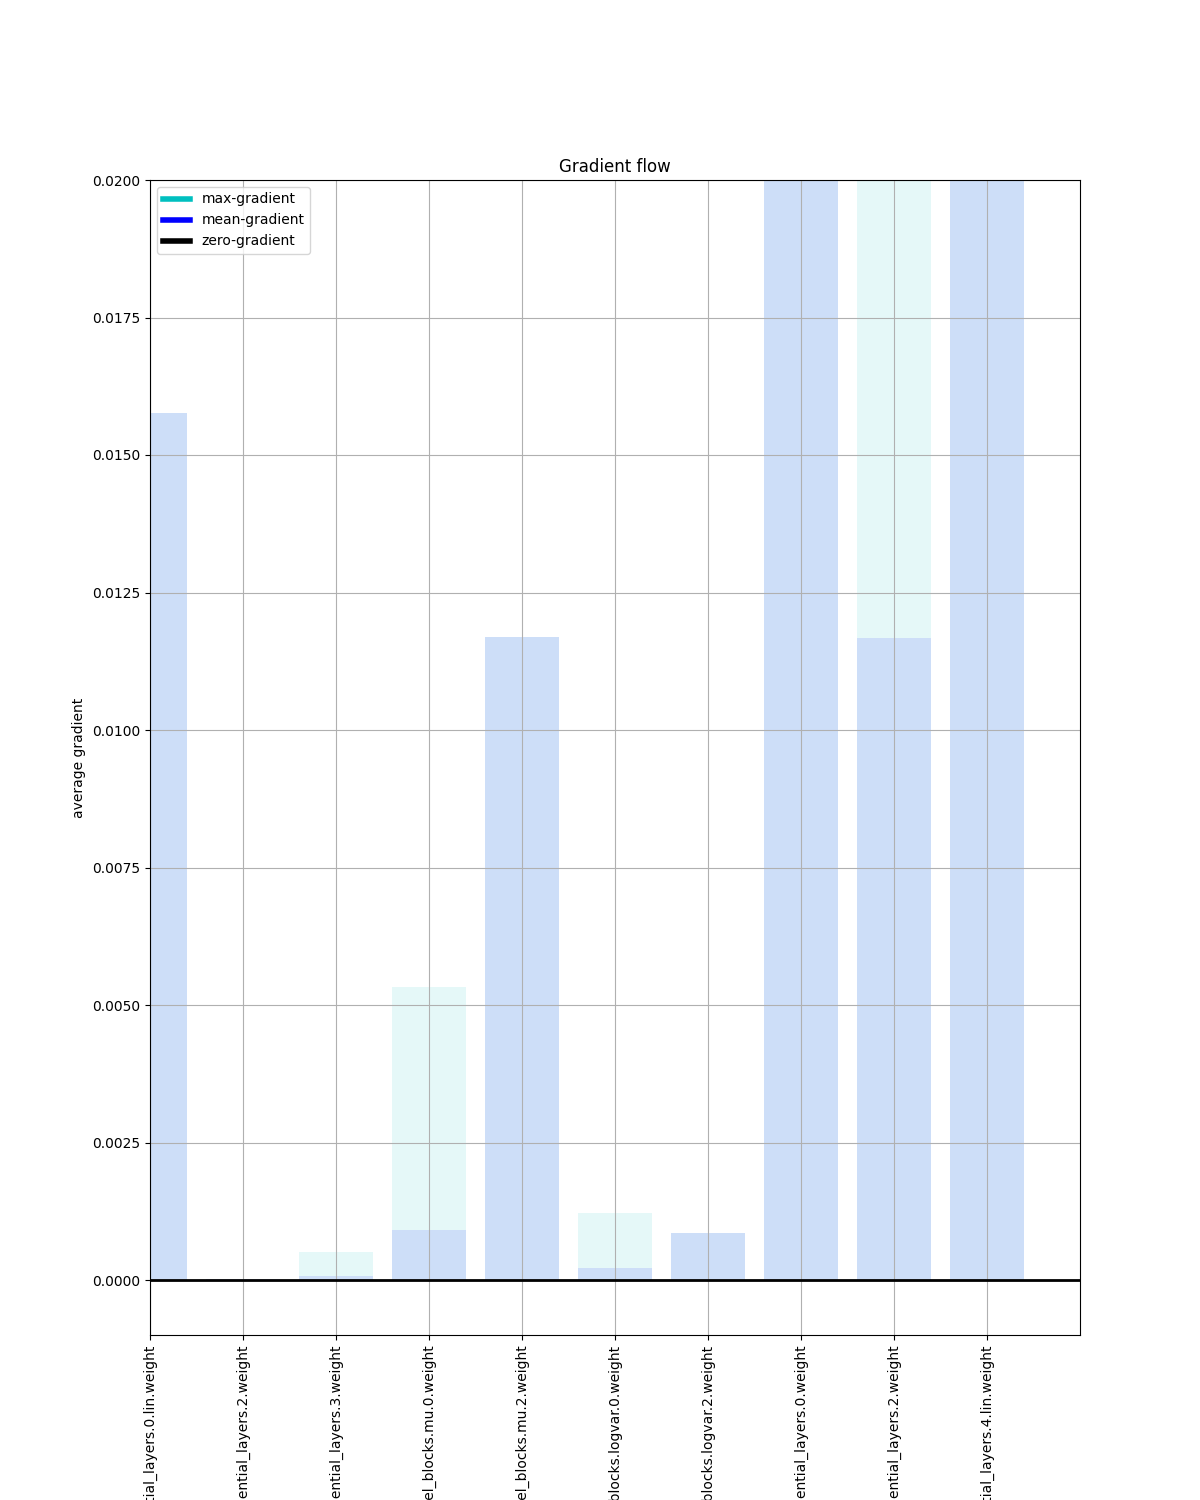 Gradient flow
max-gradient
mean-gradient
zero-gradient
0.0200
0.0175
0.0150
0.0125
0.0100
0.0075
0.0050
0.0025
0.0000
average gradient
tial_layers.0.lin.weight
ential_layers.2.weight
ential_layers.3.weight
el_blocks.mu.0.weight
el_blocks.mu.2.weight
blocks.logvar.0.weight
blocks.logvar.2.weight
ential_layers.0.weight
ential_layers.2.weight
tial_layers.4.lin.weight